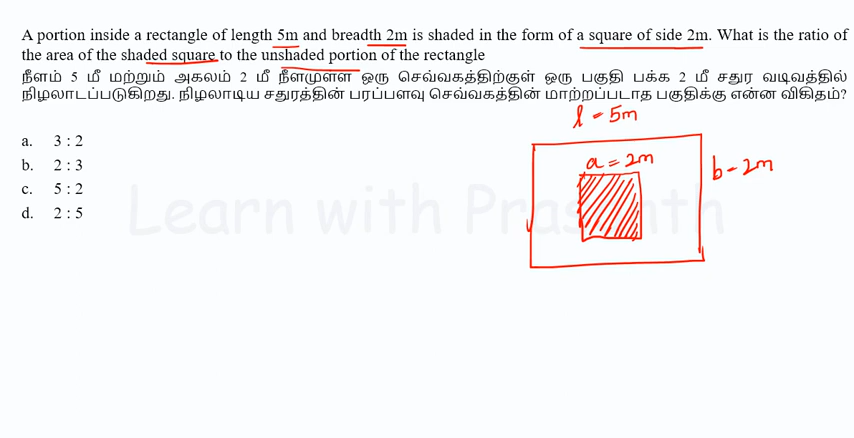 A portion inside a rectangle of length 5m and breadth 2m is shaded in the form of a square of side 2m. What is the ratio of
the area of the shaded square to the unshaded portion of the rectangle
நீளம் 5 மீ மற்றும் அகலம் 2 மீ நீளமுள்ள ஒரு செவ்வகத்திற்குள் ஒரு பகுதி பக்க 2 மீ சதுர வடிவத்தில்
நிழலாடப்படுகிறது. நிழலாடிய சதுரத்தின் பரப்பளவு செவ்வகத்தின் மாற்றப்படாத பகுதிக்கு என்ன விகிதம்?
l = 5m
a. 3 : 2
a = 2m
b. 2 : 3
b = 2m
c. 5 : 2
d. 2 : 5
Learn with Prasanth